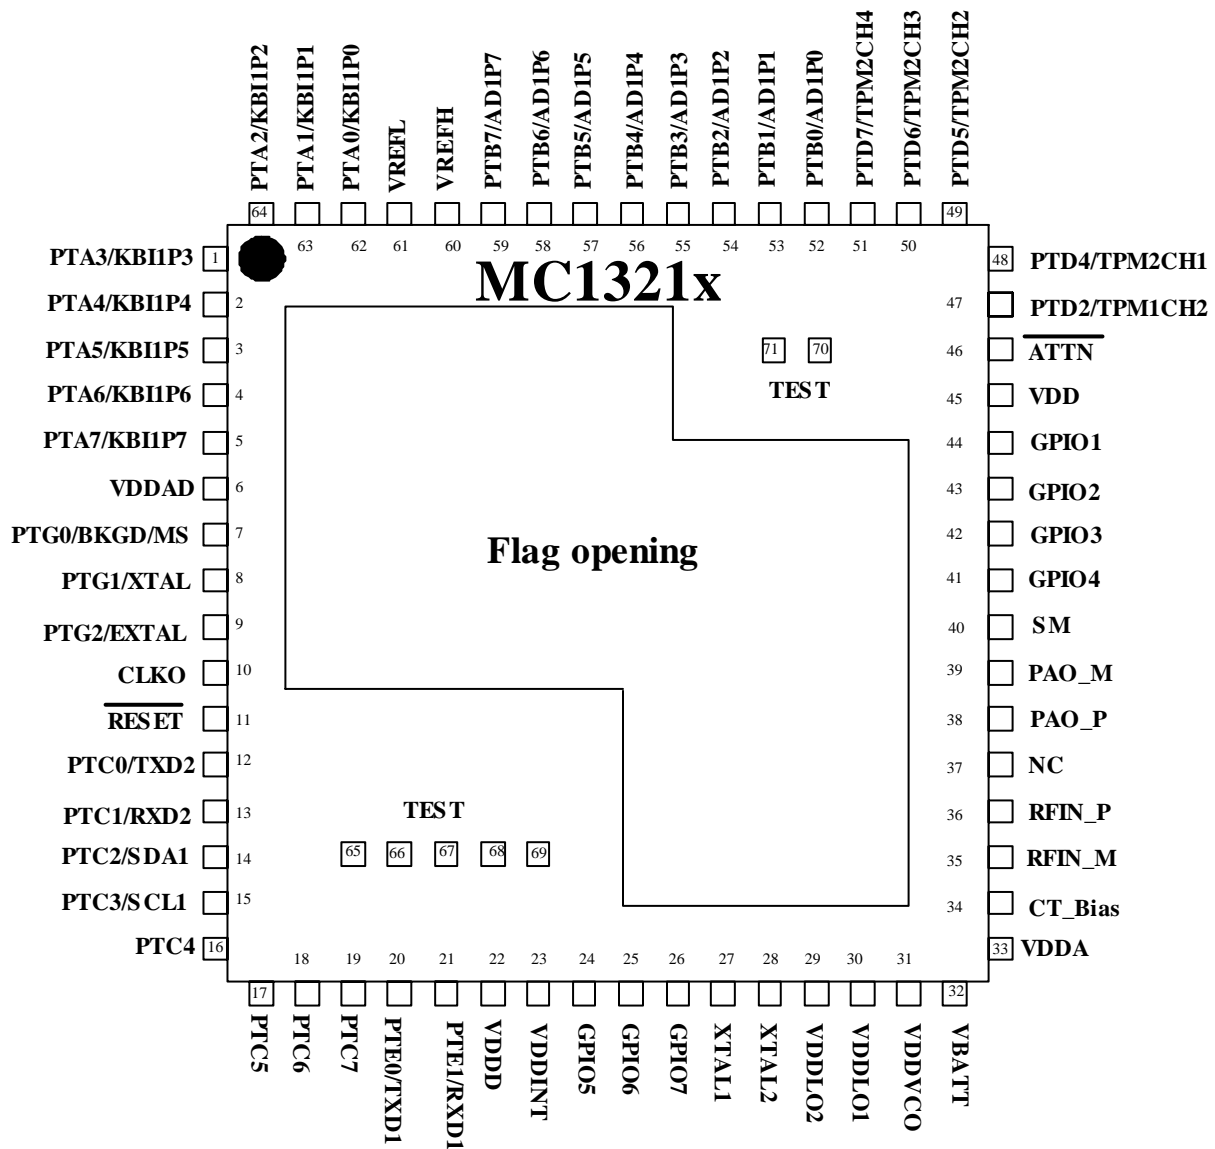 PTA2/KBI1P2
PTA1/KBI1P1
PTA0/KBI1P0
VREFL
VREFH
PTB7/AD1P7
PTB6/AD1P6
PTB5/AD1P5
PTB4/AD1P4
PTB3/AD1P3
PTB2/AD1P2
PTB1/AD1P1
PTB0/AD1P0
PTD7/TPM2CH4
PTD6/TPM2CH3
PTD5/TPM2CH2
64
63
62
61
60
59
58
57
56
55
54
53
52
51
50
49
MC1321x
PTA3/KBI1P3
1
PTA4/KBI1P4
2
PTA5/KBI1P5
3
PTA6/KBI1P6
4
PTA7/KBI1P7
5
VDDAD
6
PTG0/BKGD/MS
7
PTG1/XTAL
8
PTG2/EXTAL
9
CLKO
10
RESET
11
PTC0/TXD2
12
PTC1/RXD2
13
PTC2/SDA1
14
PTC3/SCL1
15
PTC4
16
71
70
TEST
Flag opening
TEST
65
66
67
68
69
48
PTD4/TPM2CH1
47
PTD2/TPM1CH2
46
ATTN
45
VDD
44
GPIO1
43
GPIO2
42
GPIO3
41
GPIO4
40
SM
39
PAO_M
38
PAO_P
37
NC
36
RFIN_P
35
RFIN_M
34
CT_Bias
33
VDDA
17
18
19
20
21
22
23
24
25
26
27
28
29
30
31
32
PTC5
PTC6
PTC7
PTE0/TXD1
PTE1/RXD1
VDDD
VDDINT
GPIO5
GPIO6
GPIO7
XTAL1
XTAL2
VDDLO2
VDDLO1
VDDVCO
VBATT